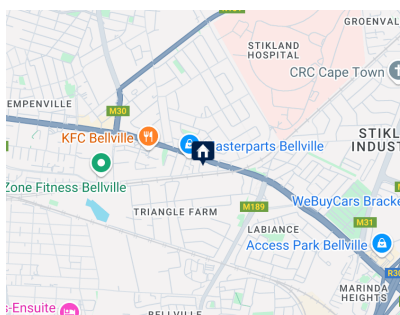 GROENVAL
STIKLAND
HOSPITAL
CRC Cape Town
EMPENVILLE
M30
KFC Bellville
asterparts Bellville
STIKL
INDUST
Zone Fitness Bellville
WeBuyCars Bracke
M189
TRIANGLE FARM
M31
LABIANCE
Access Park Bellville
R30
MARINDA
HEIGHTS
s-Ensuite
BELLVILLE